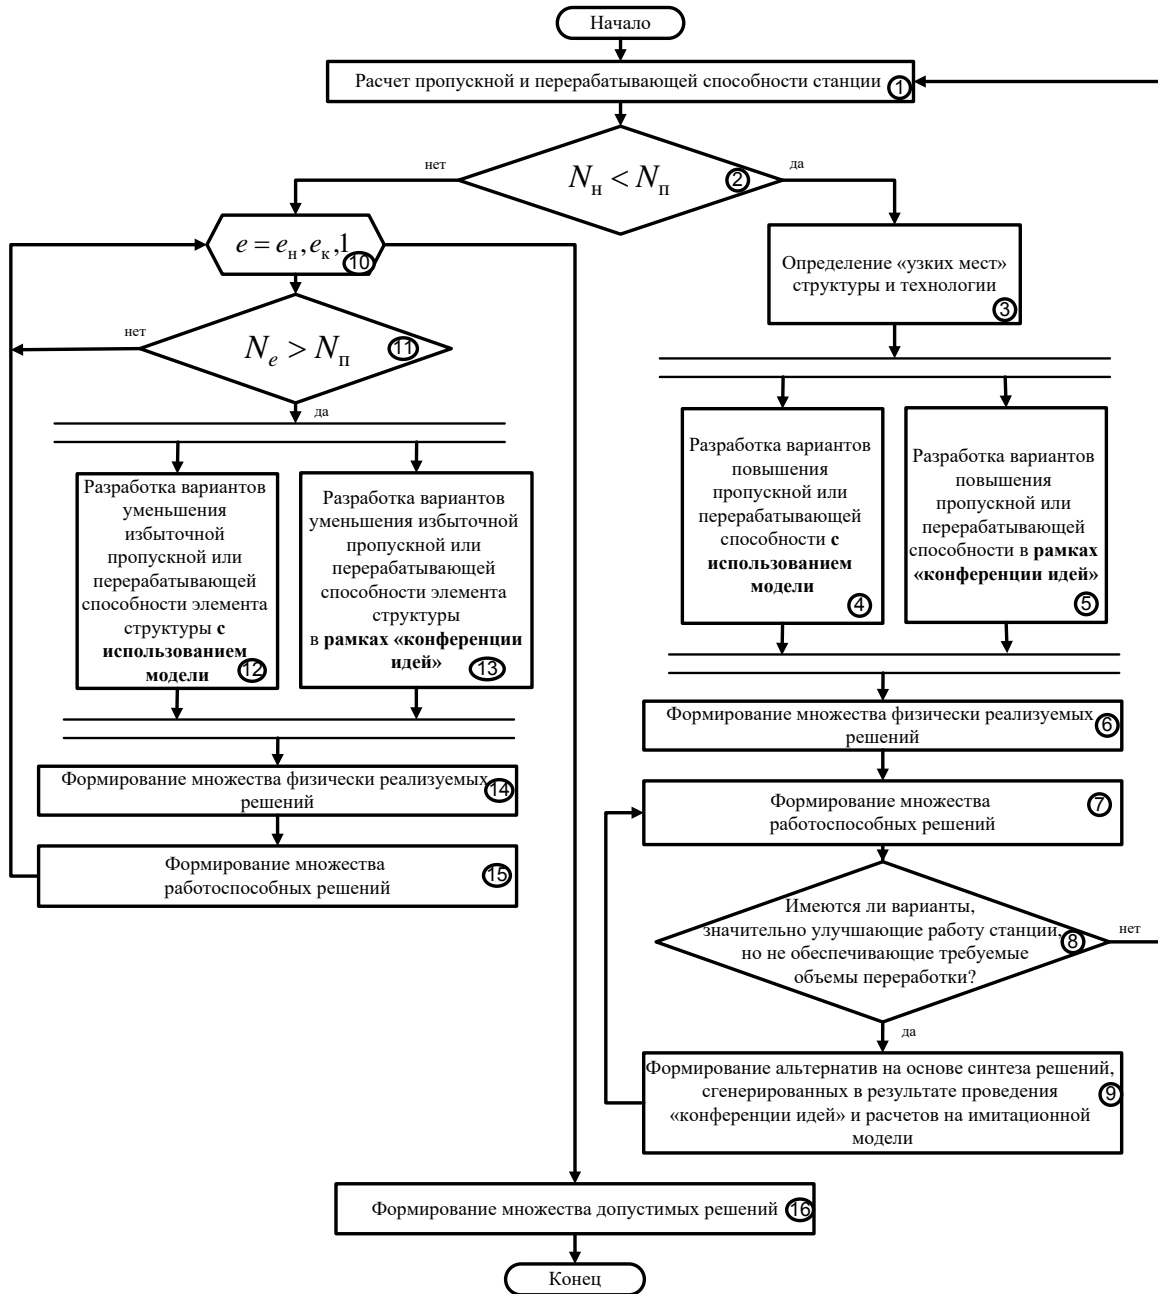 Начало
Расчет пропускной и перерабатывающей способности станции
1
нет
N_н < N_п
2
да
e = e_н, e_к, 1
10
Определение «узких мест»
структуры и технологии
3
нет
N_e > N_п
11
да
Разработка вариантов
повышения
пропускной или
перерабатывающей
способности с
использованием
модели
4
Разработка вариантов
повышения
пропускной или
перерабатывающей
способности в рамках
«конференции идей»
5
Разработка вариантов
уменьшения
избыточной
пропускной или
перерабатывающей
способности элемента
структуры с
использованием
модели
12
Разработка вариантов
уменьшения избыточной
пропускной или
перерабатывающей
способности элемента
структуры
в рамках «конференции
идей»
13
Формирование множества физически реализуемых
решений
6
Формирование множества физически реализуемых
решений
14
Формирование множества
работоспособных решений
7
Формирование множества
работоспособных решений
15
Имеются ли варианты,
значительно улучшающие работу станции,
но не обеспечивающие требуемые
объемы переработки?
8
нет
да
Формирование альтернатив на основе синтеза решений,
сгенерированных в результате проведения
«конференции идей» и расчетов на имитационной
модели
9
Формирование множества допустимых решений
16
Конец